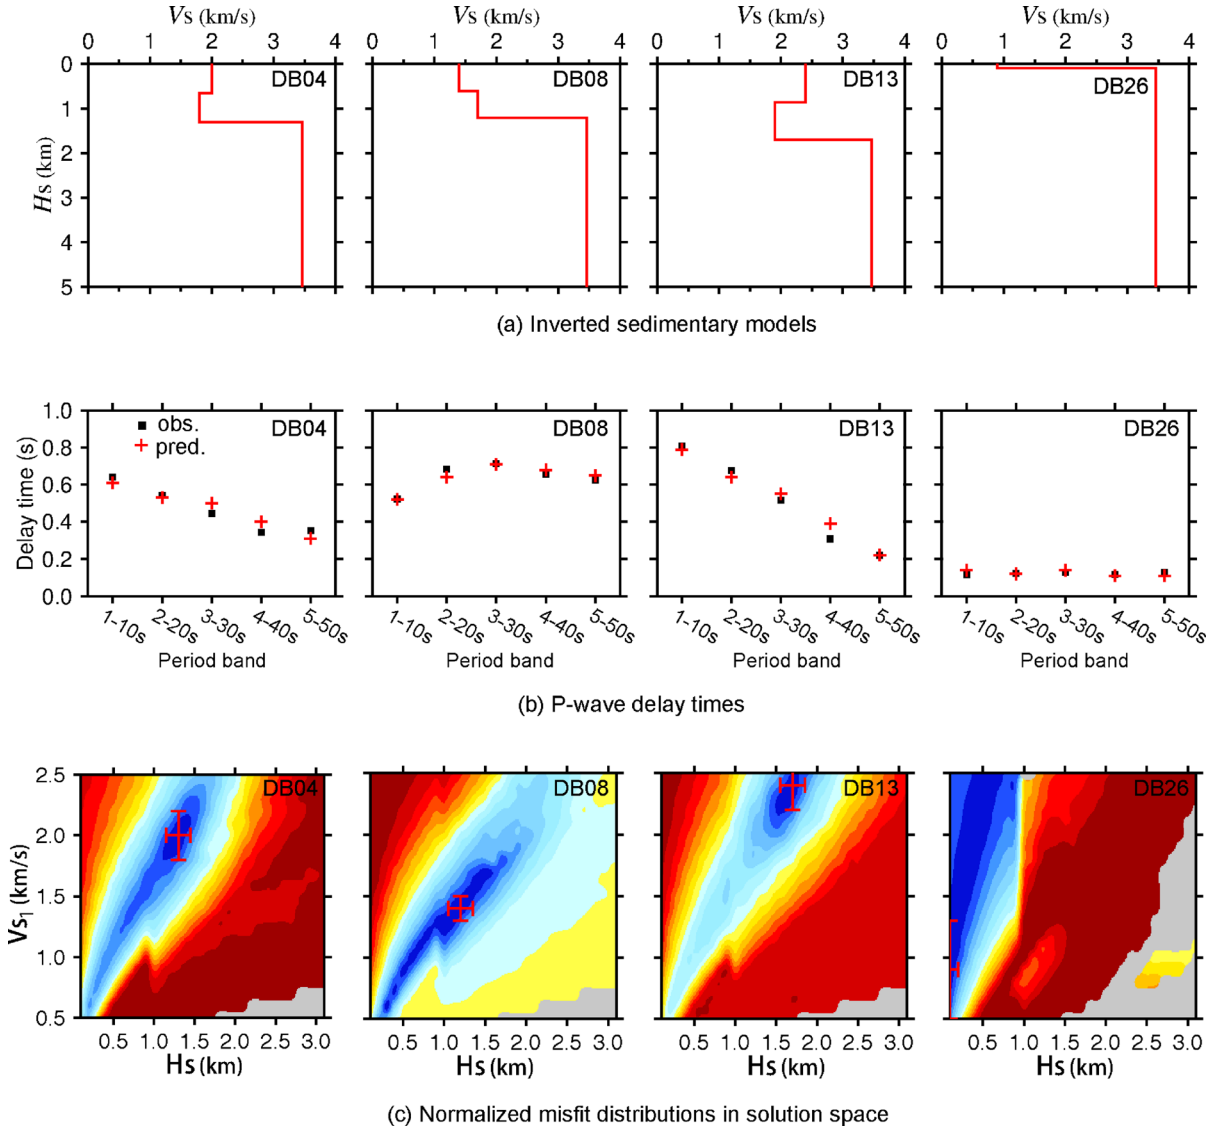 Vs (km/s) Vs (km/s) Vs (km/s) Vs (km/s)
0 1 2 3 4 0 1 2 3 4 0 1 2 3 4 0 1 2 3 4
0
1
2
3
4
5
Hs (km)
DB04 DB08 DB13 DB26
(a) Inverted sedimentary models
1.0
0.8
0.6
0.4
0.2
0.0
Delay time (s)
obs.
pred.
DB04 DB08 DB13 DB26
1-10s 2-20s 3-30s 4-40s 5-50s 1-10s 2-20s 3-30s 4-40s 5-50s 1-10s 2-20s 3-30s 4-40s 5-50s 1-10s 2-20s 3-30s 4-40s 5-50s
Period band Period band Period band Period band
(b) P-wave delay times
2.5
2.0
1.5
1.0
0.5
Vs1 (km/s)
DB04 DB08 DB13 DB26
0.5 1.0 1.5 2.0 2.5 3.0 0.5 1.0 1.5 2.0 2.5 3.0 0.5 1.0 1.5 2.0 2.5 3.0 0.5 1.0 1.5 2.0 2.5 3.0
Hs (km) Hs (km) Hs (km) Hs (km)
(c) Normalized misfit distributions in solution space